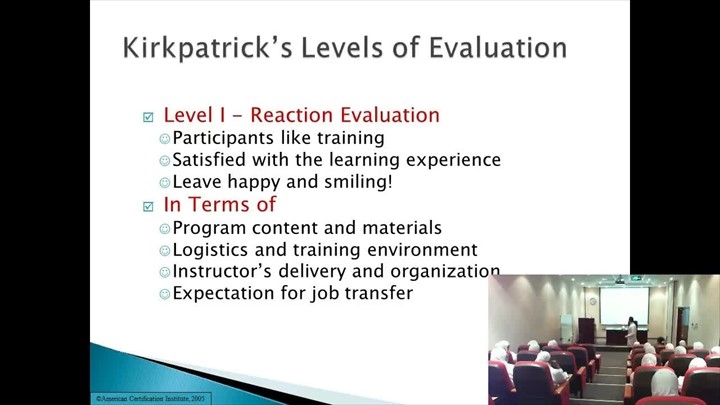 Kirkpatrick's Levels of Evaluation
Level I - Reaction Evaluation
Participants like training
Satisfied with the learning experience
Leave happy and smiling!
In Terms of
Program content and materials
Logistics and training environment
Instructor's delivery and organization
Expectation for job transfer
©American Certification Institute, 2005